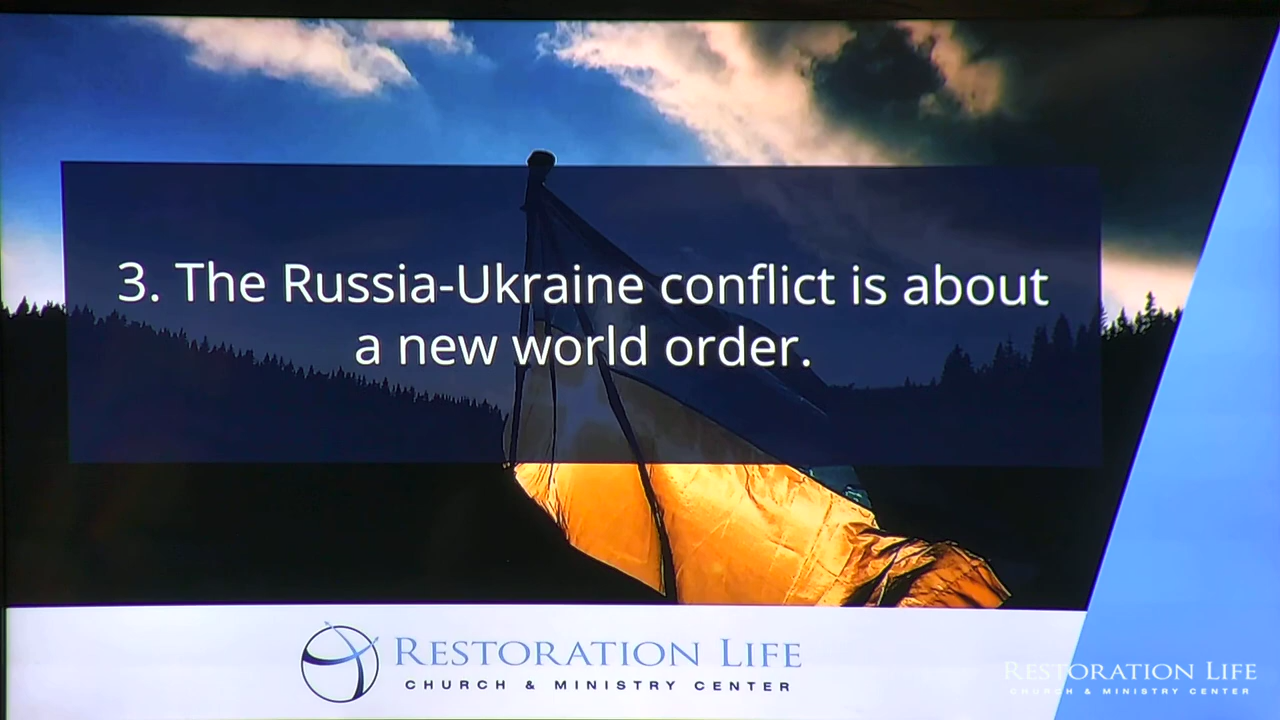 3. The Russia-Ukraine conflict is about
a new world order.
RESTORATION LIFE
CHURCH & MINISTRY CENTER
RESTORATION LIFE
CHURCH & MINISTRY CENTER